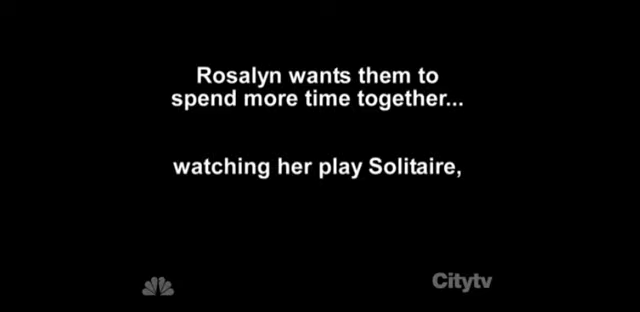 Rosalyn wants them to
spend more time together...
watching her play Solitaire,
Citytv